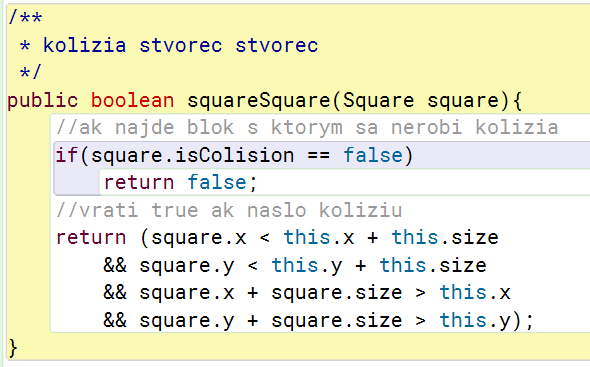 /**
 * kolizia stvorec stvorec
 */
public boolean squareSquare(Square square){
    //ak najde blok s ktorym sa nerobi kolizia
    if(square.isColision == false)
        return false;
    //vrati true ak naslo koliziu
    return (square.x < this.x + this.size
        && square.y < this.y + this.size
        && square.x + square.size > this.x
        && square.y + square.size > this.y);
}